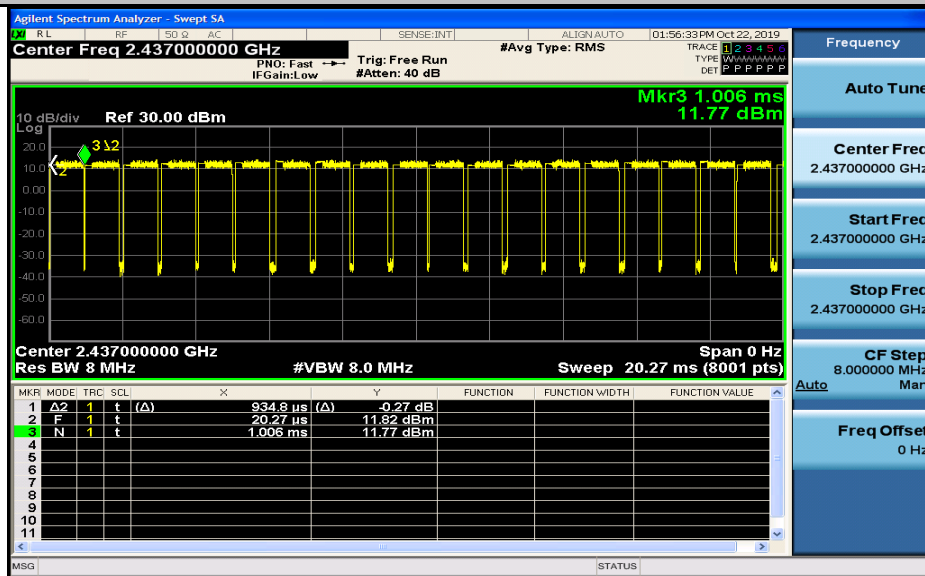 Agilent Spectrum Analyzer - Swept SA
LXI RL RF 50 Ω AC SENSE:INT ALIGN AUTO 01:56:33 PM Oct 22, 2019
Center Freq 2.437000000 GHz
PNO: Fast
IFGain:Low
Trig: Free Run
#Atten: 40 dB
#Avg Type: RMS
TRACE 1 2 3 4 5 6
TYPE WWWWWW
DET P P P P P P
Mkr3 1.006 ms
11.77 dBm
10 dB/div Ref 30.00 dBm
Log
20.0
10.0
0.00
-10.0
-20.0
-30.0
-40.0
-50.0
-60.0
3 Δ2
2
Center 2.437000000 GHz Span 0 Hz
Res BW 8 MHz #VBW 8.0 MHz Sweep 20.27 ms (8001 pts)
MKR MODE TRC SCL X Y FUNCTION FUNCTION WIDTH FUNCTION VALUE
1 Δ2 1 t (Δ) 934.8 µs (Δ) -0.27 dB
2 F 1 t 20.27 µs 11.82 dBm
3 N 1 t 1.006 ms 11.77 dBm
4
5
6
7
8
9
10
11
MSG STATUS
Frequency
Auto Tune
Center Freq
2.437000000 GHz
Start Freq
2.437000000 GHz
Stop Freq
2.437000000 GHz
CF Step
8.000000 MHz
Auto Man
Freq Offset
0 Hz